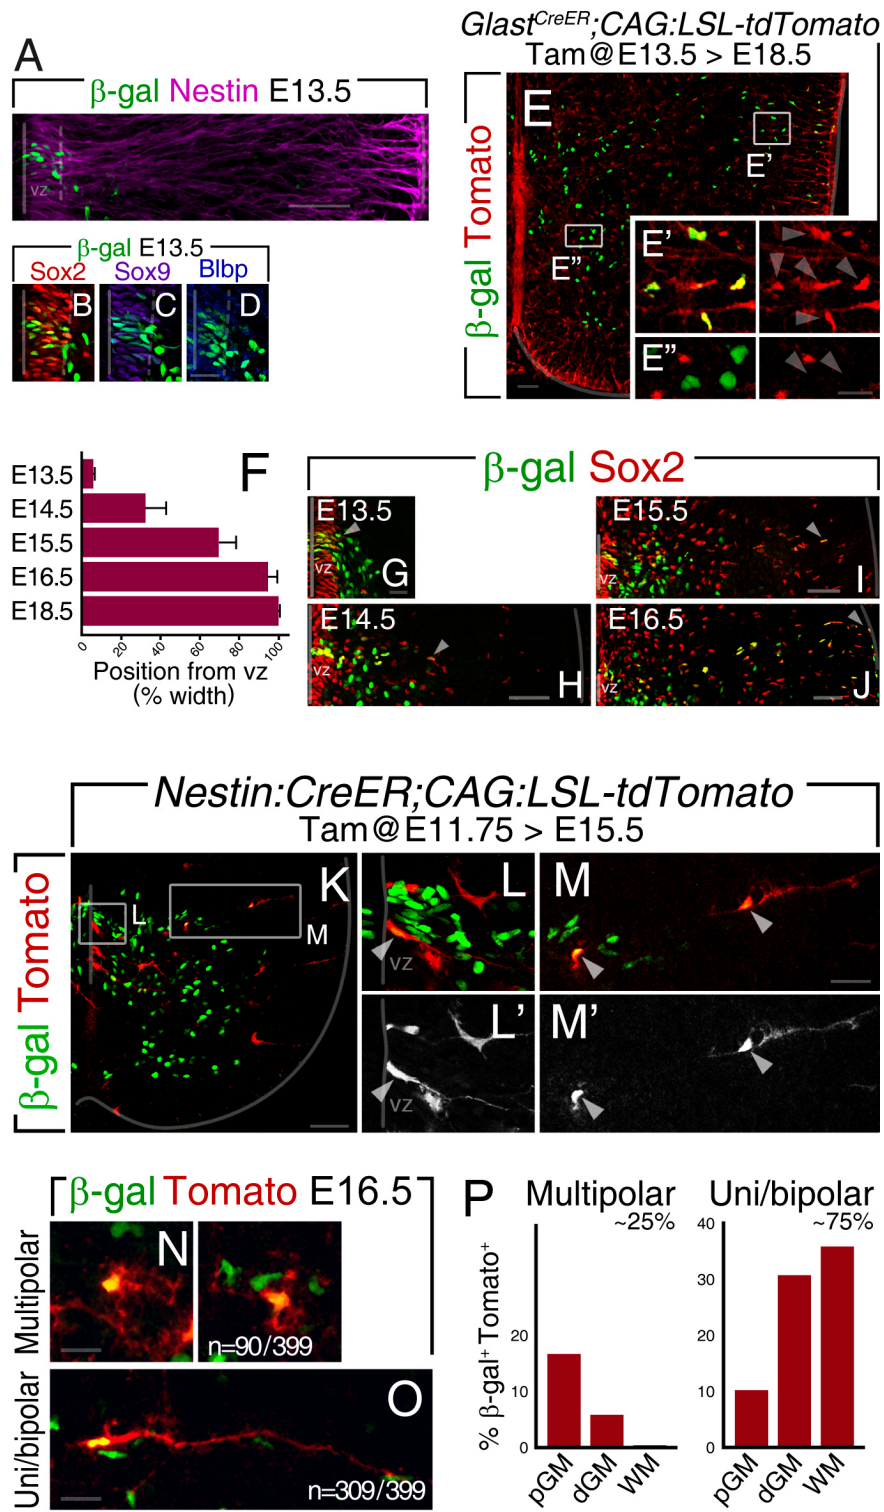 A
β-gal Nestin E13.5
vz
β-gal E13.5
Sox2 Sox9 Blbp
B C D
Glast^CreER;CAG:LSL-tdTomato
Tam@E13.5 > E18.5
β-gal Tomato
E
E'
E"
E'
E"
F
E13.5
E14.5
E15.5
E16.5
E18.5
0 20 40 60 80 100
Position from vz
(% width)
β-gal Sox2
E13.5
vz
G
E15.5
vz
I
E14.5
vz
H
E16.5
vz
J
Nestin:CreER;CAG:LSL-tdTomato
Tam@E11.75 > E15.5
β-gal Tomato
K
L
M
L
vz
M
L'
vz
M'
β-gal Tomato E16.5
Multipolar
N
n=90/399
Uni/bipolar
O
n=309/399
P
Multipolar
~25%
% β-gal⁺ Tomato⁺
20
10
0
pGM dGM WM
Uni/bipolar
~75%
40
30
20
10
0
pGM dGM WM